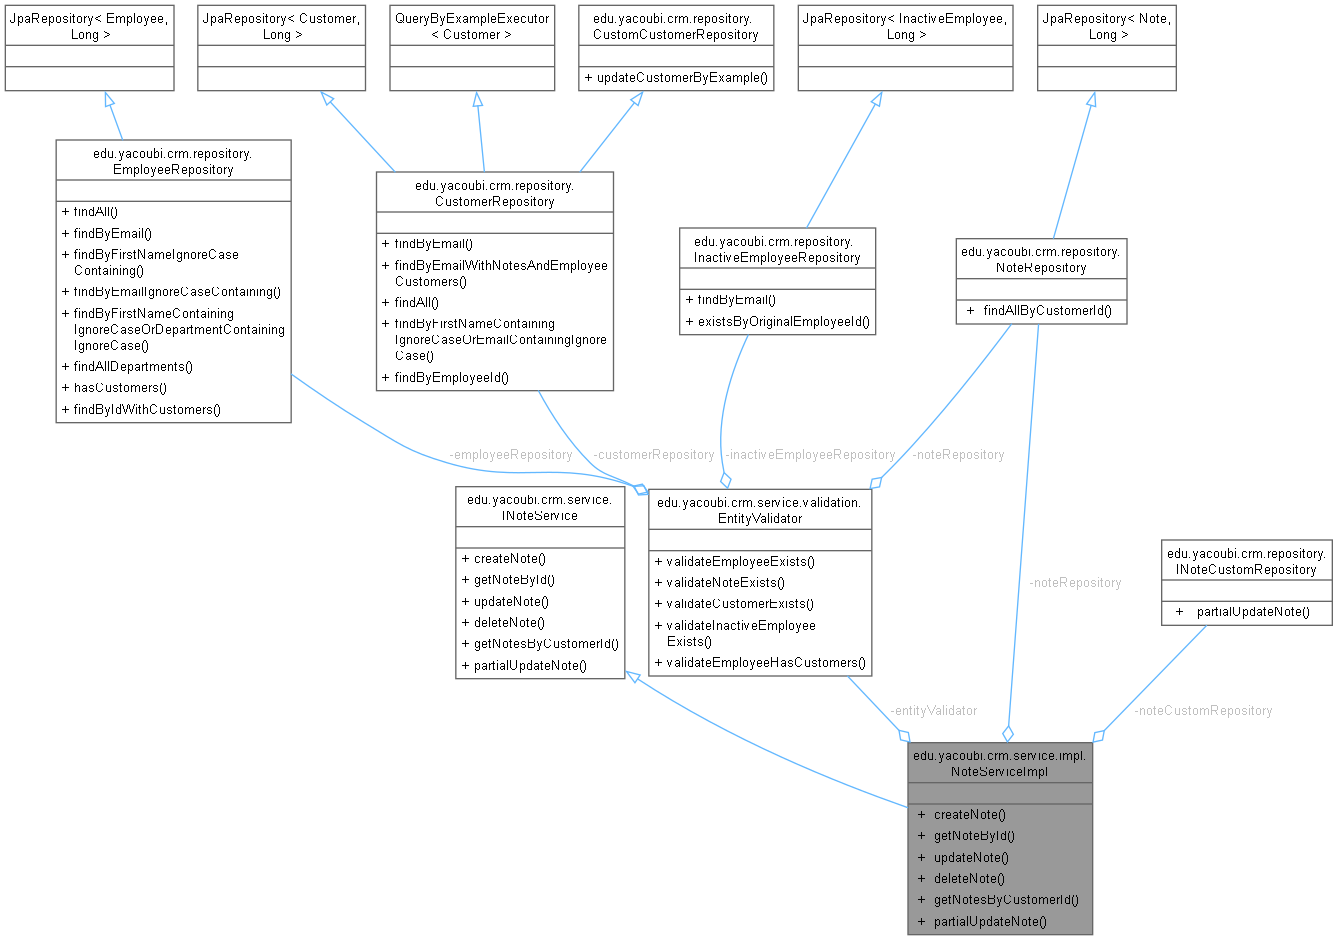 JpaRepository< Employee,
Long >
JpaRepository< Customer,
Long >
QueryByExampleExecutor
< Customer >
edu.yacoubi.crm.repository.
CustomCustomerRepository
+ updateCustomerByExample()
JpaRepository< InactiveEmployee,
Long >
JpaRepository< Note,
Long >
edu.yacoubi.crm.repository.
EmployeeRepository
+ findAll()
+ findByEmail()
+ findByFirstNameIgnoreCase
Containing()
+ findByEmailIgnoreCaseContaining()
+ findByFirstNameContaining
IgnoreCaseOrDepartmentContaining
IgnoreCase()
+ findAllDepartments()
+ hasCustomers()
+ findByIdWithCustomers()
edu.yacoubi.crm.repository.
CustomerRepository
+ findByEmail()
+ findByEmailWithNotesAndEmployee
Customers()
+ findAll()
+ findByFirstNameContaining
IgnoreCaseOrEmailContainingIgnore
Case()
+ findByEmployeeId()
edu.yacoubi.crm.repository.
InactiveEmployeeRepository
+ findByEmail()
+ existsByOriginalEmployeeId()
edu.yacoubi.crm.repository.
NoteRepository
+ findAllByCustomerId()
-employeeRepository
-customerRepository
-inactiveEmployeeRepository
-noteRepository
edu.yacoubi.crm.service.
INoteService
+ createNote()
+ getNoteById()
+ updateNote()
+ deleteNote()
+ getNotesByCustomerId()
+ partialUpdateNote()
edu.yacoubi.crm.service.validation.
EntityValidator
+ validateEmployeeExists()
+ validateNoteExists()
+ validateCustomerExists()
+ validateInactiveEmployee
Exists()
+ validateEmployeeHasCustomers()
-noteRepository
edu.yacoubi.crm.repository.
INoteCustomRepository
+ partialUpdateNote()
-entityValidator
-noteCustomRepository
edu.yacoubi.crm.service.impl.
NoteServiceImpl
+ createNote()
+ getNoteById()
+ updateNote()
+ deleteNote()
+ getNotesByCustomerId()
+ partialUpdateNote()